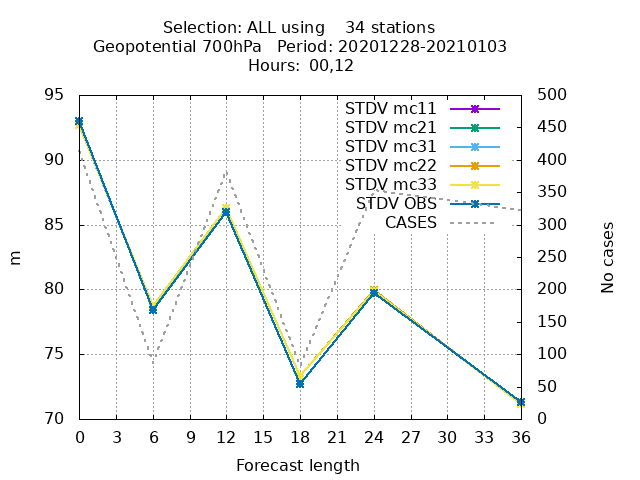 Selection: ALL using    34 stations
Geopotential 700hPa   Period: 20201228-20210103
Hours: 00,12
95
90
85
80
75
70
m
500
450
400
350
300
250
200
150
100
50
0
No cases
STDV mc11
STDV mc21
STDV mc31
STDV mc22
STDV mc33
STDV OBS
CASES
0 3 6 9 12 15 18 21 24 27 30 33 36
Forecast length